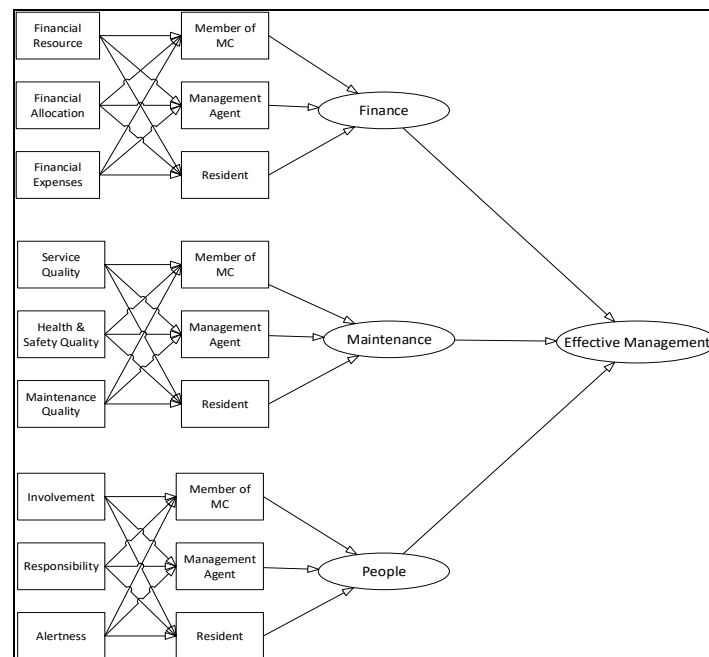 Financial
Resource
Member of
MC
Financial
Allocation
Management
Agent
Finance
Financial
Expenses
Resident
Service
Quality
Member of
MC
Health &
Safety Quality
Management
Agent
Maintenance
Effective Management
Maintenance
Quality
Resident
Involvement
Member of
MC
Responsibility
Management
Agent
People
Alertness
Resident